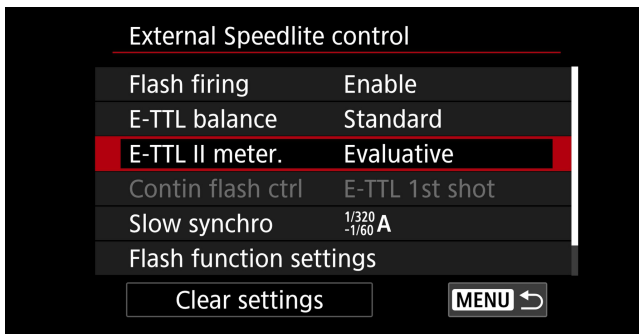 External Speedlite control
Flash firing Enable
E-TTL balance Standard
E-TTL II meter. Evaluative
Contin flash ctrl E-TTL 1st shot
Slow synchro 1/320 -1/60 A
Flash function settings
Clear settings MENU